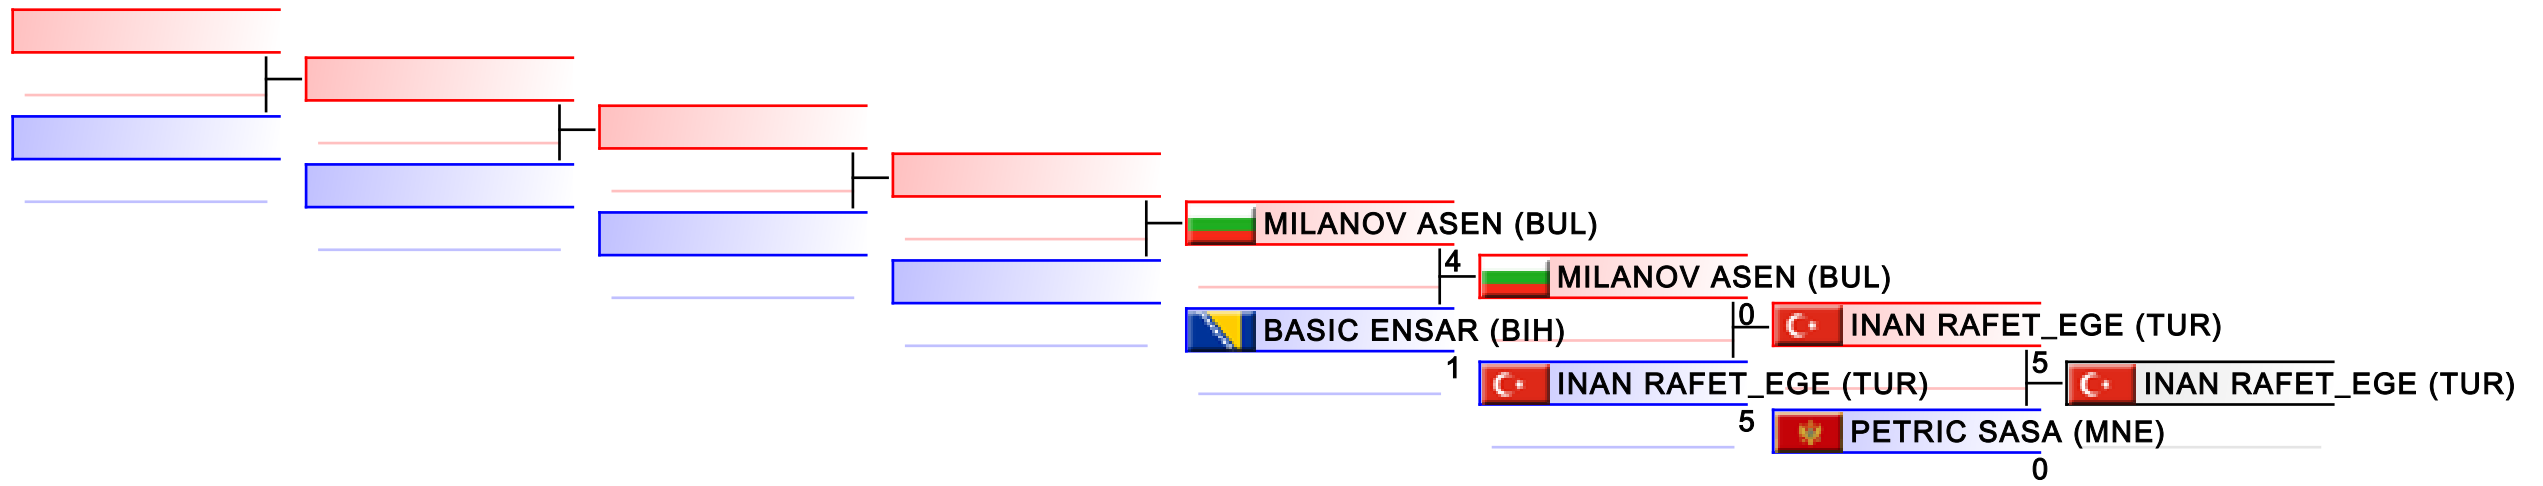 MILANOV ASEN (BUL)
4
BASIC ENSAR (BIH)
1
MILANOV ASEN (BUL)
0
INAN RAFET_EGE (TUR)
5
INAN RAFET_EGE (TUR)
5
PETRIC SASA (MNE)
0
INAN RAFET_EGE (TUR)